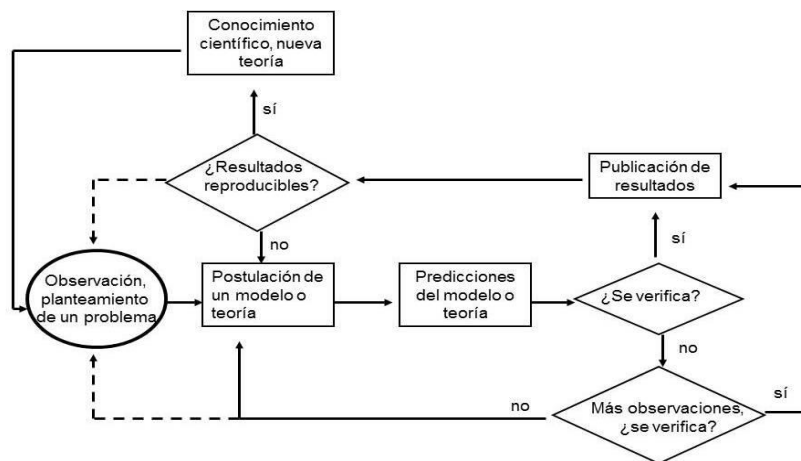 Conocimiento
científico, nueva
teoría
sí
¿Resultados
reproducibles?
no
Publicación de
resultados
sí
Observación,
planteamiento
de un problema
Postulación de
un modelo o
teoría
Predicciones
del modelo o
teoría
¿Se verifica?
no
Más observaciones,
¿se verifica?
no
sí